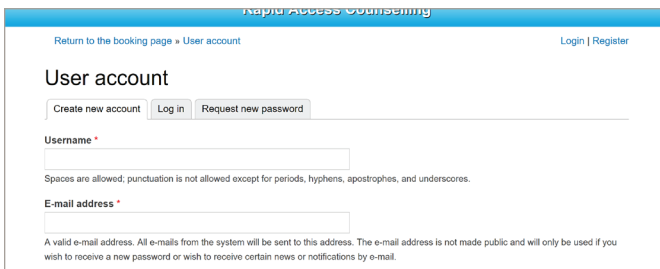 Rapid Access Counselling
Return to the booking page » User account
Login | Register
User account
Create new account
Log in
Request new password
Username *
Spaces are allowed; punctuation is not allowed except for periods, hyphens, apostrophes, and underscores.
E-mail address *
A valid e-mail address. All e-mails from the system will be sent to this address. The e-mail address is not made public and will only be used if you
wish to receive a new password or wish to receive certain news or notifications by e-mail.